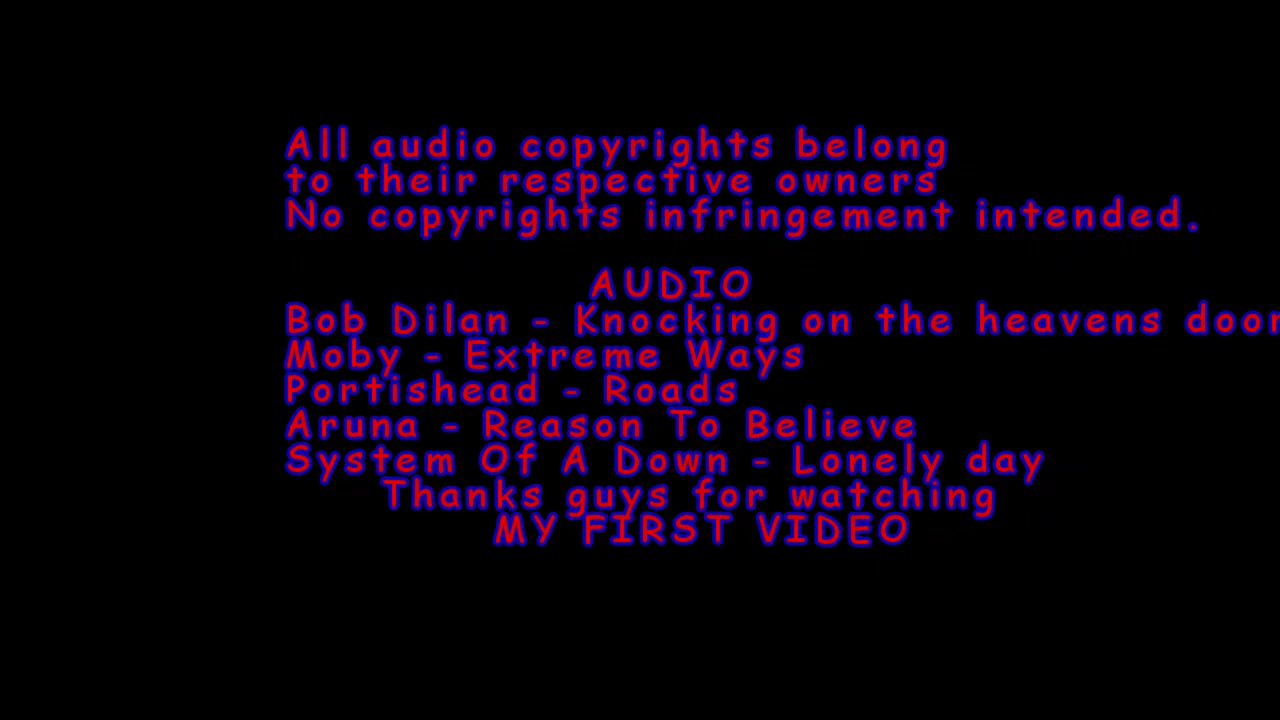 All audio copyrights belong
to their respective owners
No copyrights infringement intended.
AUDIO
Bob Dilan - Knocking on the heavens door
Moby - Extreme Ways
Portishead - Roads
Aruna - Reason To Believe
System Of A Down - Lonely day
Thanks guys for watching
MY FIRST VIDEO